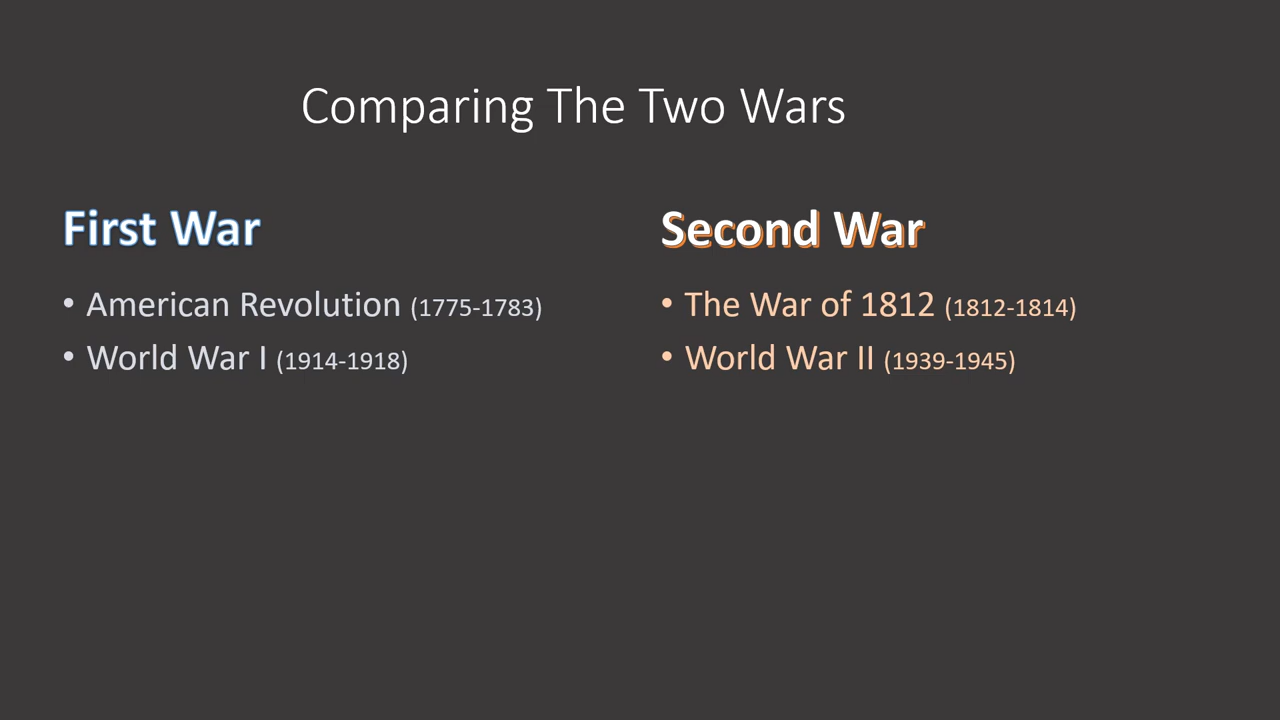 Comparing The Two Wars
First War
• American Revolution (1775-1783)
• World War I (1914-1918)
Second War
• The War of 1812 (1812-1814)
• World War II (1939-1945)